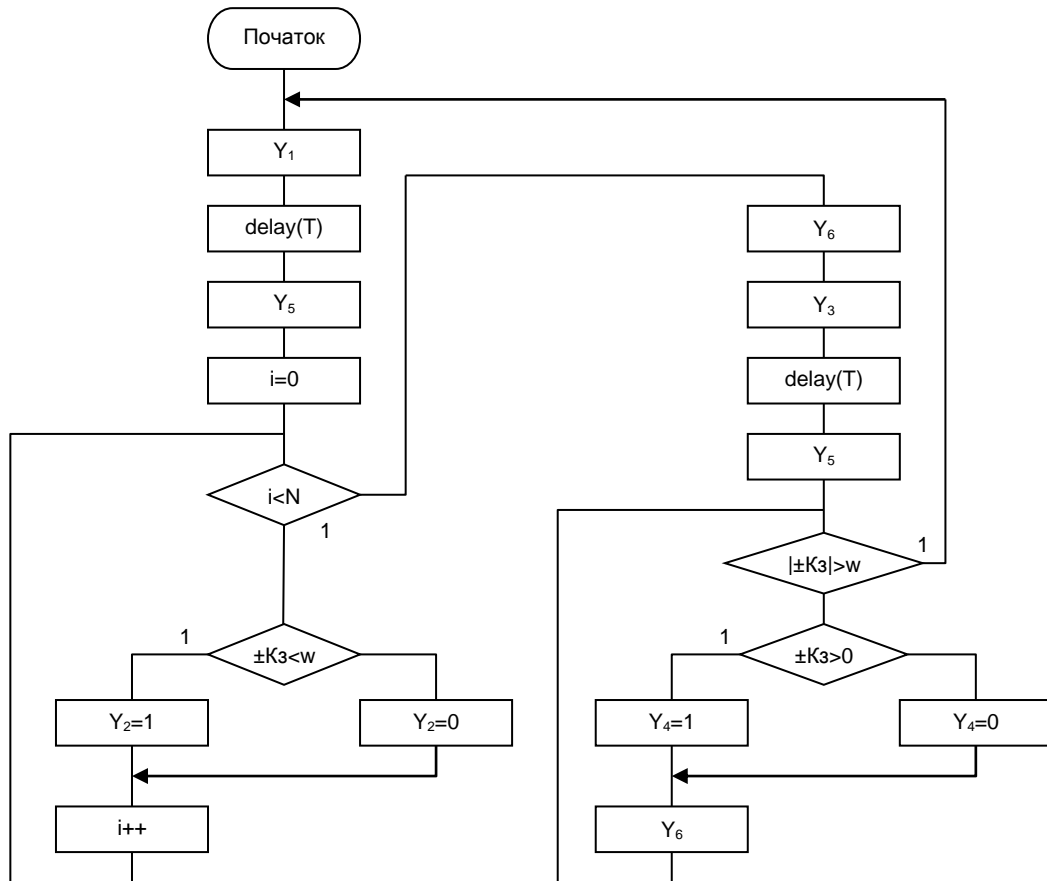 Початок
Y₁
delay(T)
Y₅
i=0
i<N
1
±Кз<w
1
Y₂=1
Y₂=0
i++
Y₆
Y₃
delay(T)
Y₅
|±Кз|>w
1
±Кз>0
1
Y₄=1
Y₄=0
Y₆